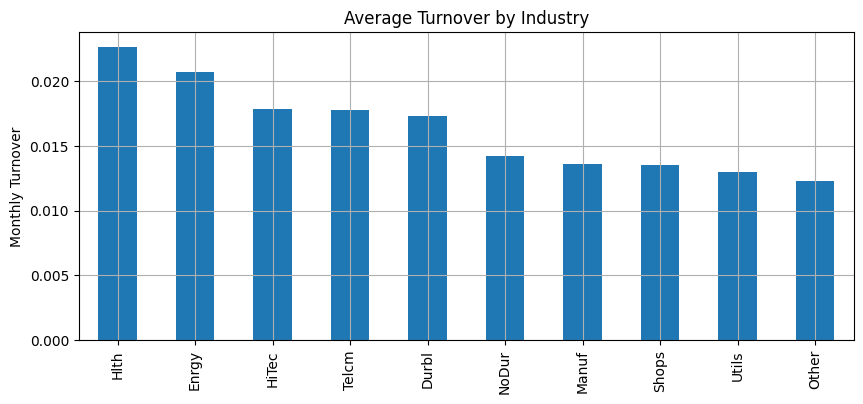 Average Turnover by Industry
Monthly Turnover
0.020
0.015
0.010
0.005
0.000
Hlth
Enrgy
HiTec
Telcm
Durbl
NoDur
Manuf
Shops
Utils
Other